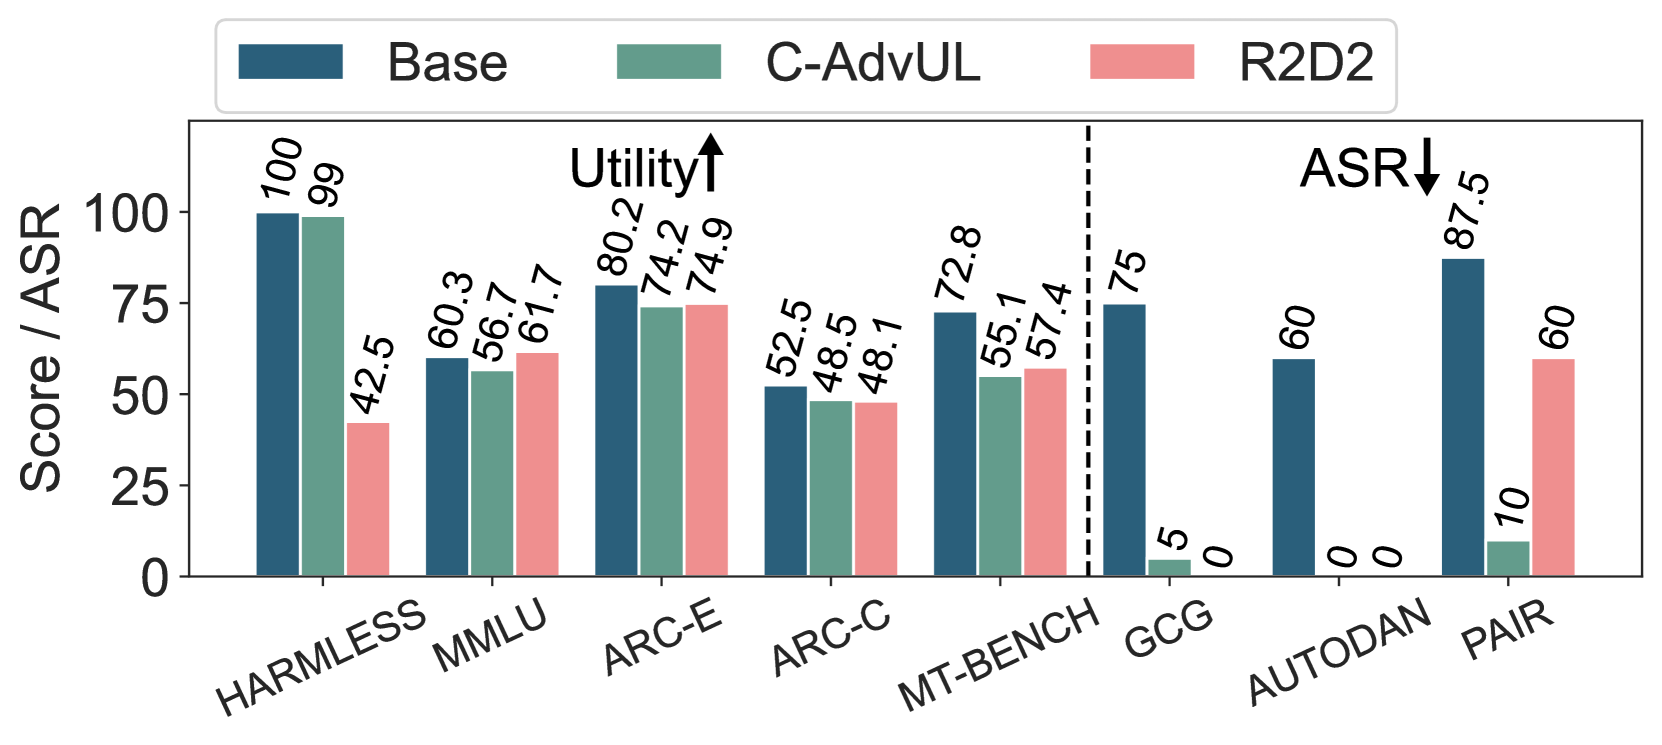 Base C-AdvUL R2D2
Utility↑ ASR↓
Score / ASR
100
75
50
25
0
100 99 42.5
60.3 56.7 61.7
80.2 74.2 74.9
52.5 48.5 48.1
72.8 55.1 57.4
75 5 0
60 0 0
87.5 10 60
HARMLESS MMLU ARC-E ARC-C MT-BENCH GCG AUTODAN PAIR